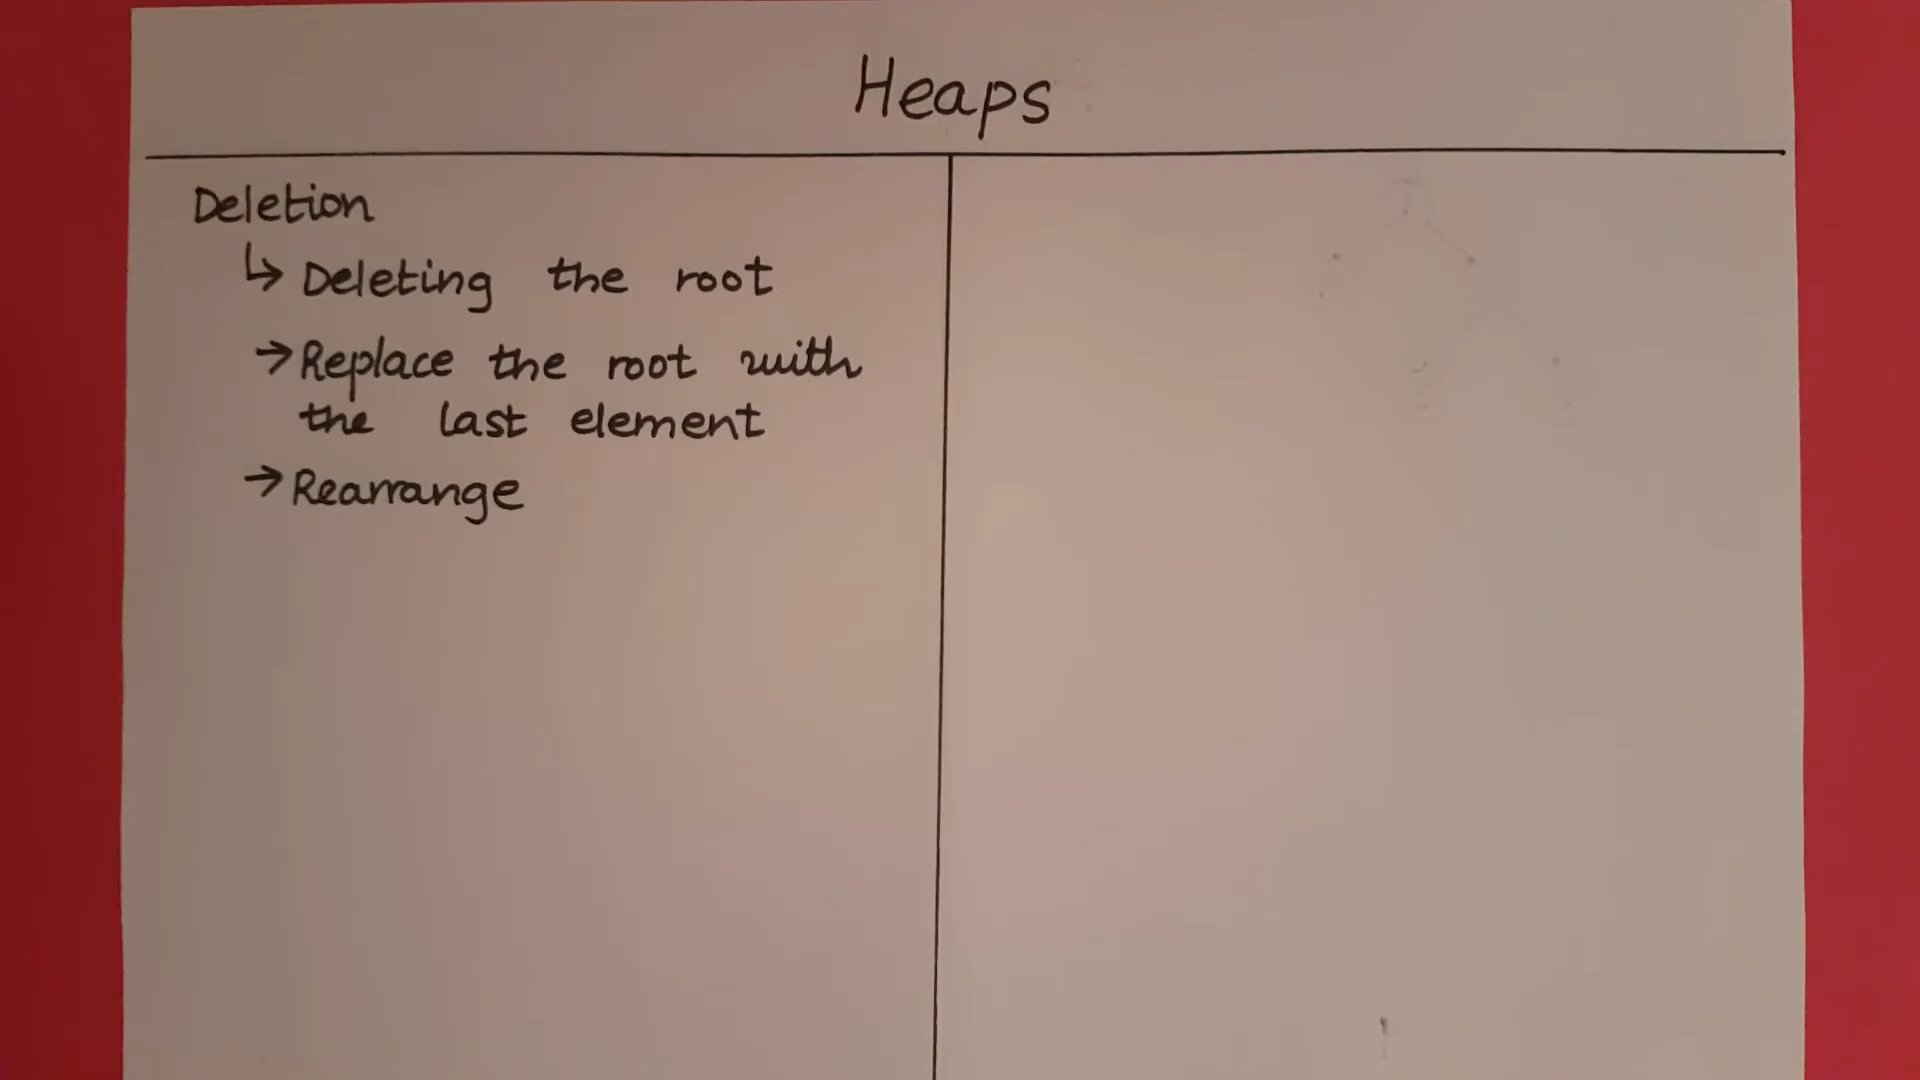 Heaps
Deletion
↳ Deleting the root
→ Replace the root with
the last element
→ Rearrange